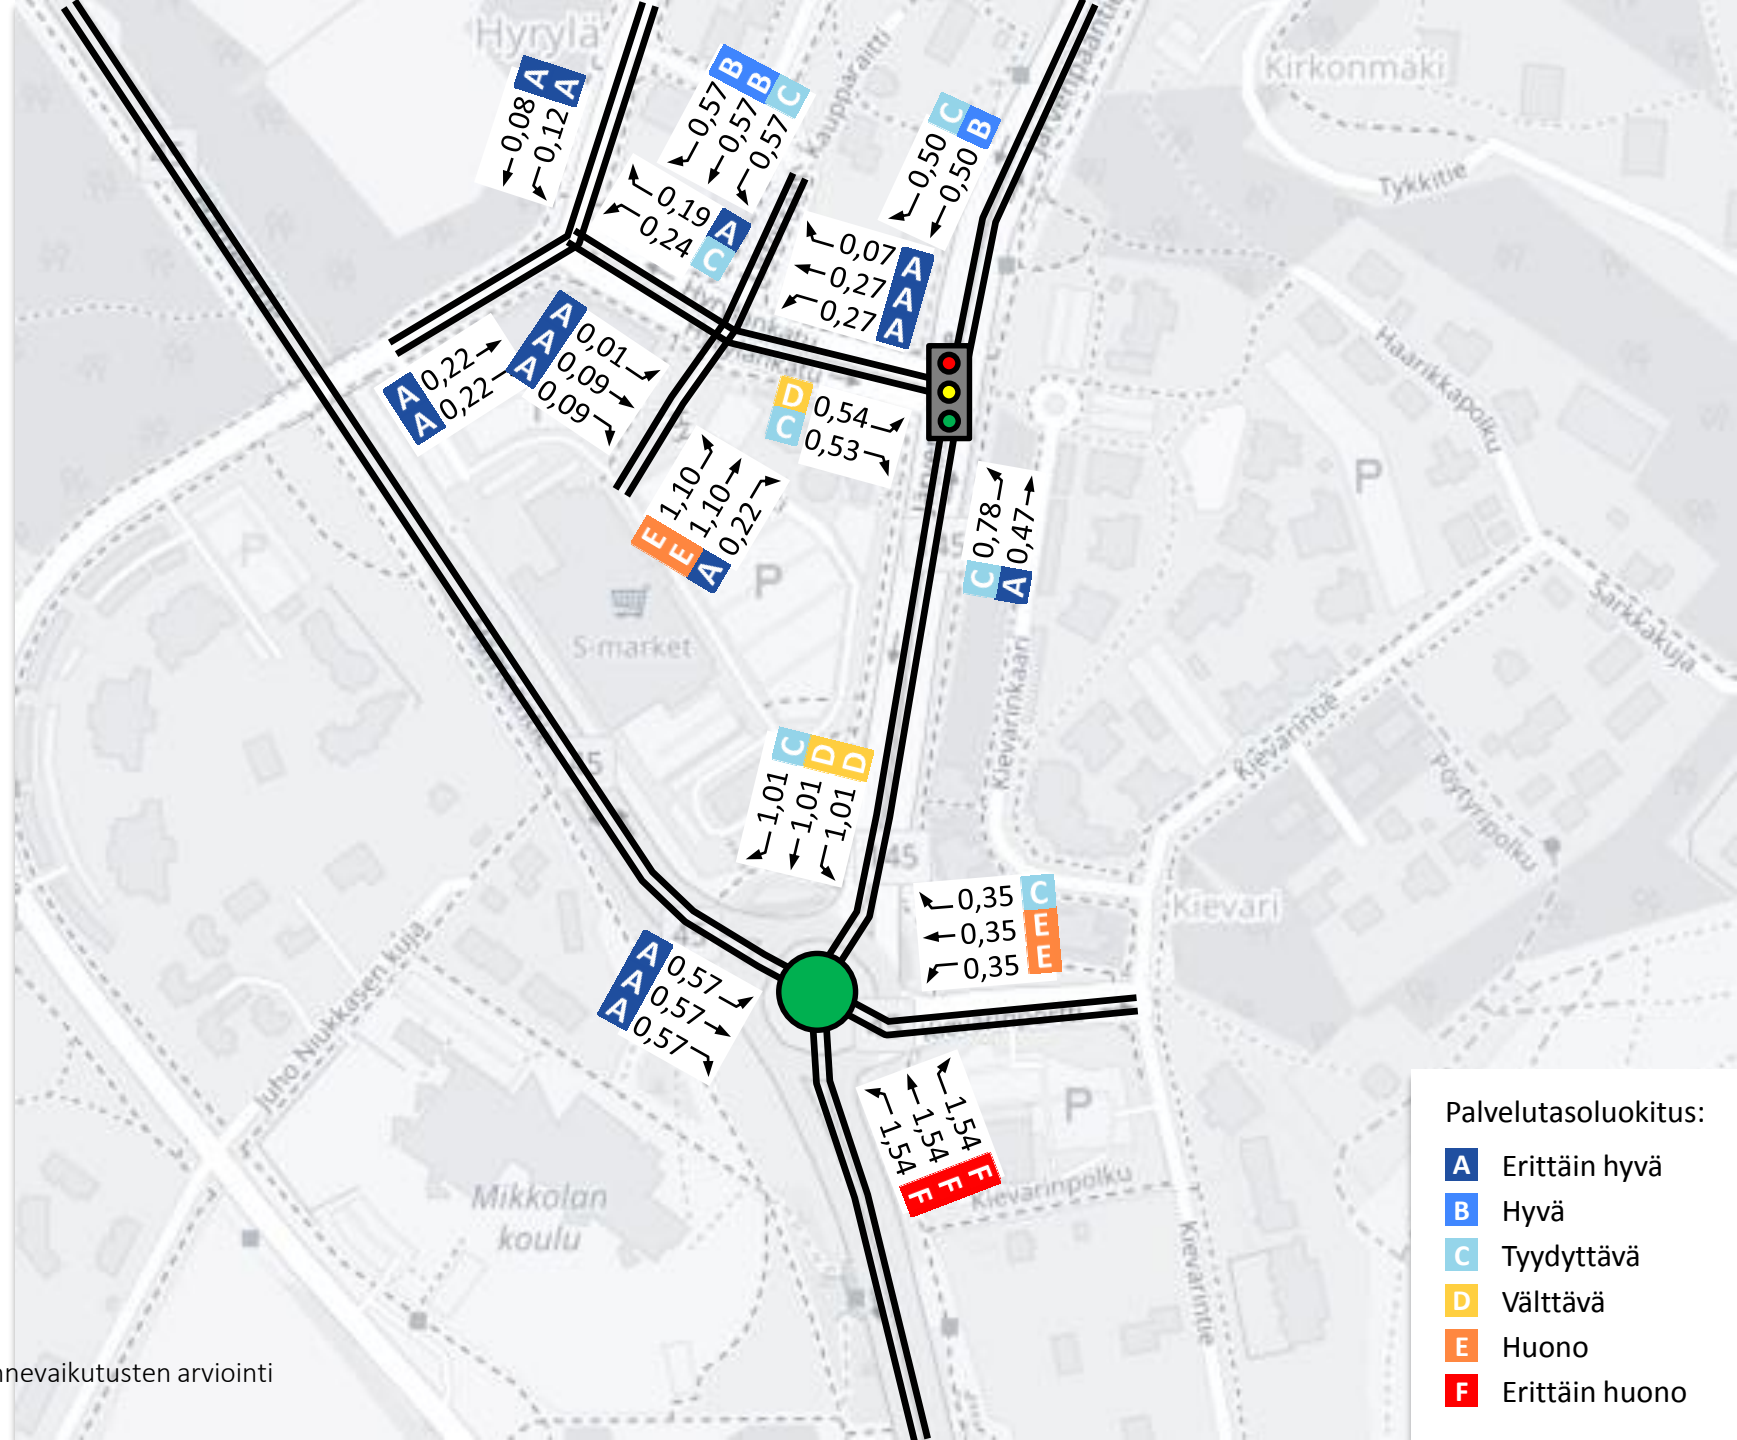 Hyrylä
A A
0,08
0,12
B B C
0,57
0,57
0,57
Kaupparaitti
C B
0,50
0,50
Kirkonmäki
Tykkitie
0,19 A
0,24 C
0,07 A
0,27 A
0,27 A
A 0,22
A 0,22
A 0,01
A 0,09
A 0,09
D 0,54
C 0,53
Haarikkapolku
P
1,10
1,10
0,22
E E A
0,78
0,47
C A
P
P
S-market
45
Sarkkakuja
Kievarinkaari
Kievarintie
Pöytyripolku
C D D
1,01
1,01
1,01
45
0,35 C
0,35 E
0,35 E
Kievari
A 0,57
A 0,57
A 0,57
Juho Niukkasen kuja
1,54
1,54
1,54
F F F
P
Kievarinpolku
Mikkolan
koulu
Kievarintie
nnevaikutusten arviointi
Palvelutasoluokitus:
A Erittäin hyvä
B Hyvä
C Tyydyttävä
D Välttävä
E Huono
F Erittäin huono